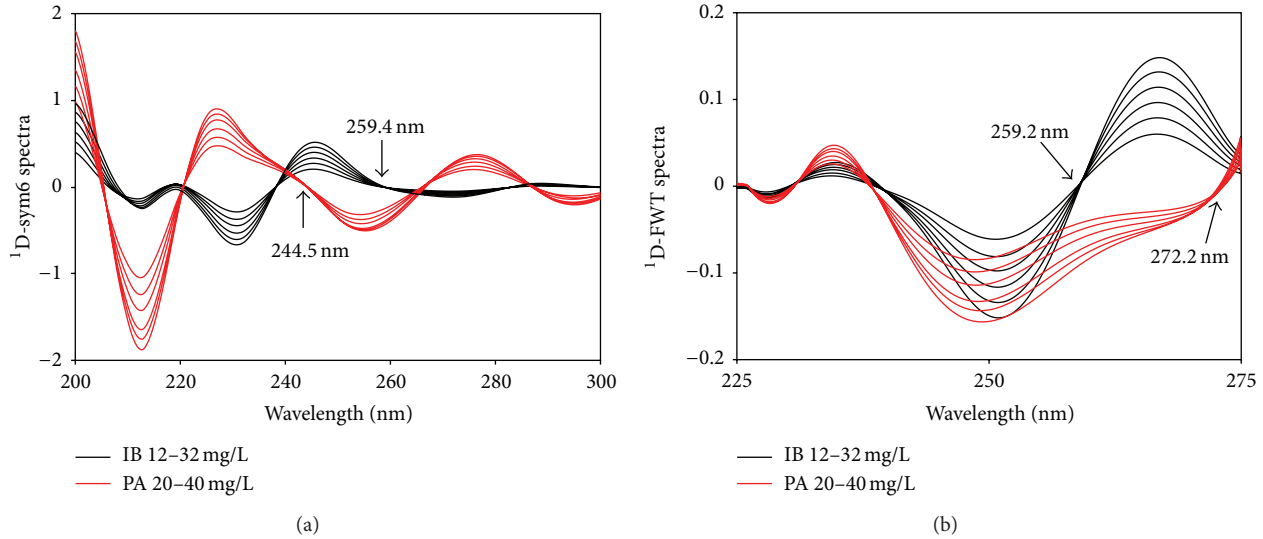 2
1
0
−1
−2
¹D-sym6 spectra
259.4 nm
244.5 nm
200
220
240
260
280
300
Wavelength (nm)
IB 12–32 mg/L
PA 20–40 mg/L
(a)
0.2
0.1
0
−0.1
−0.2
¹D-FWT spectra
259.2 nm
272.2 nm
225
250
275
Wavelength (nm)
IB 12–32 mg/L
PA 20–40 mg/L
(b)